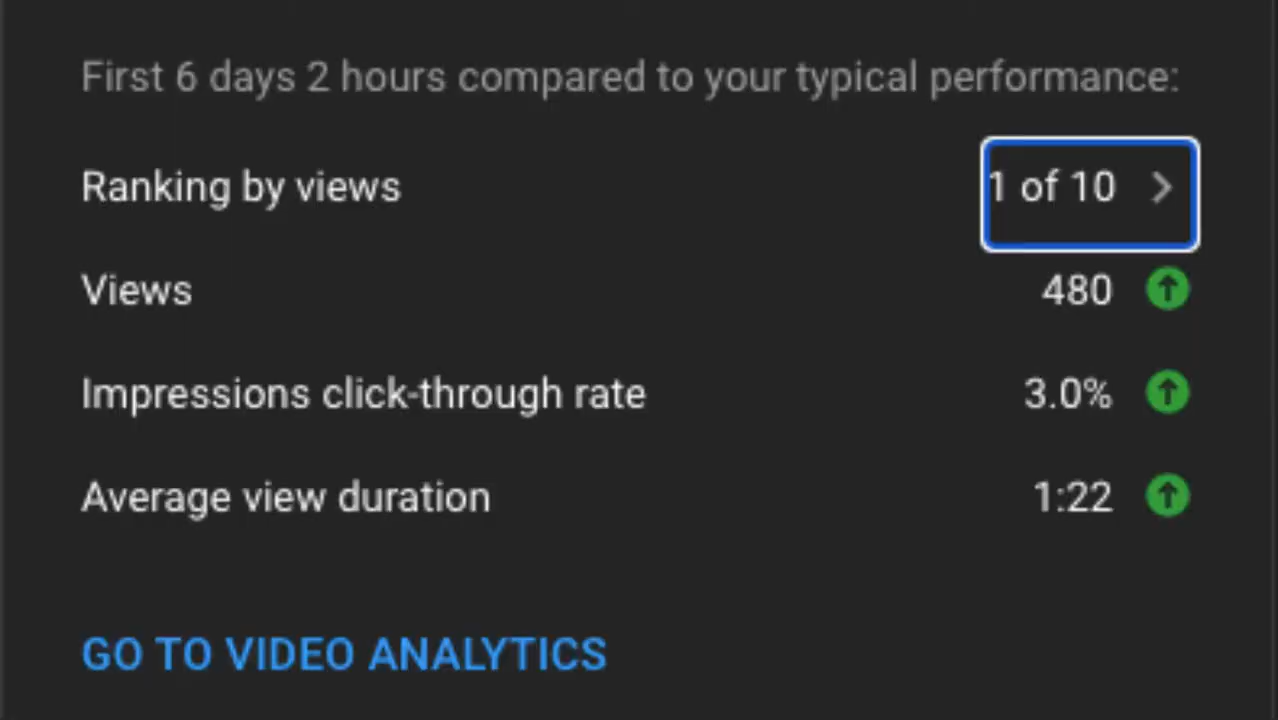 First 6 days 2 hours compared to your typical performance:
Ranking by views 1 of 10
Views 480
Impressions click-through rate 3.0%
Average view duration 1:22
GO TO VIDEO ANALYTICS